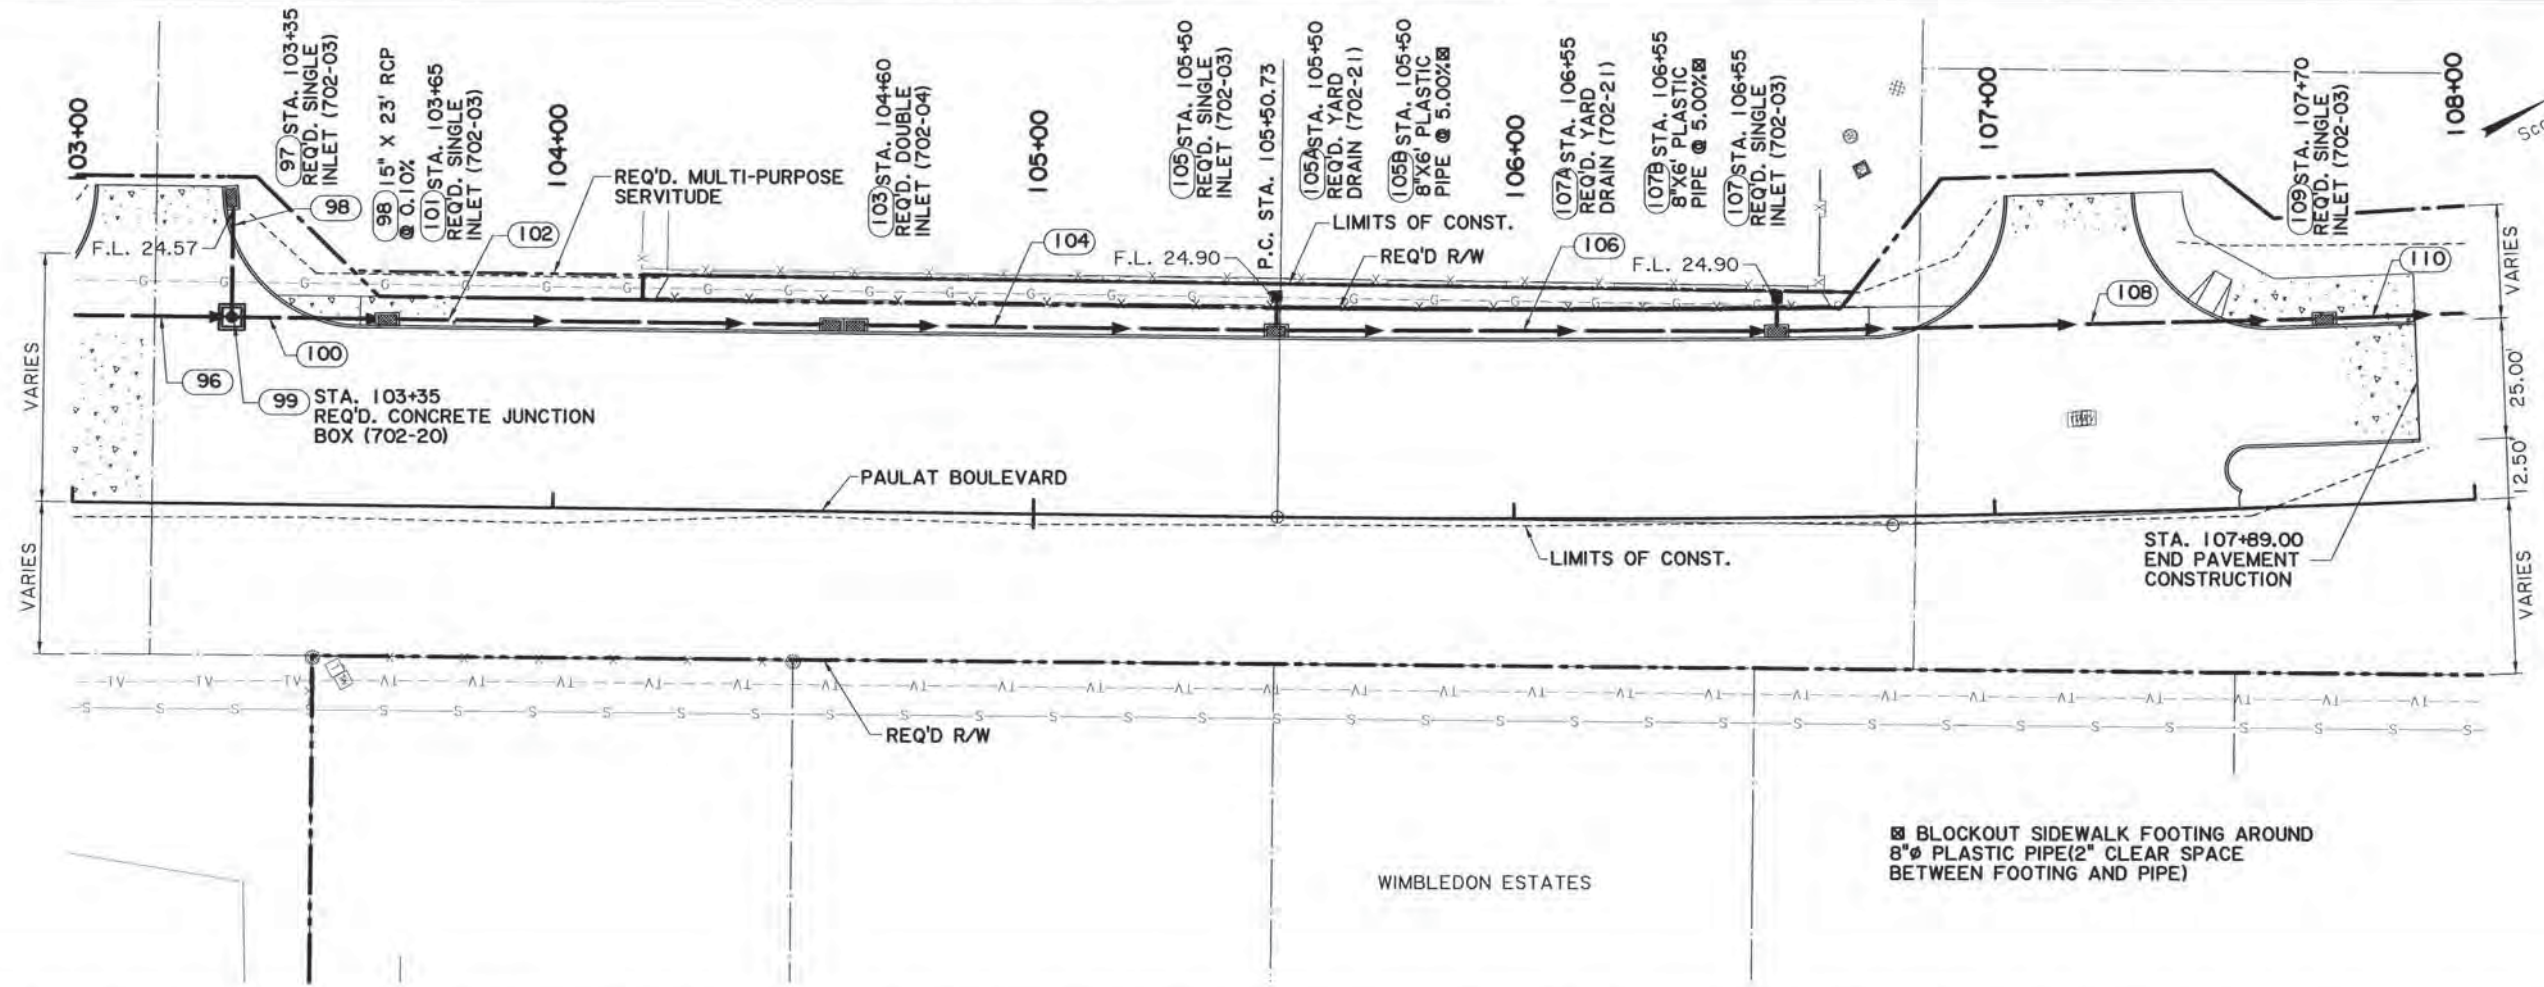 103+00
97 STA. 103+35
REQ'D. SINGLE
INLET (702-03)
98 15" X 23' RCP
@ 0.10%
101 STA. 103+65
REQ'D. SINGLE
INLET (702-03)
104+00
REQ'D. MULTI-PURPOSE
SERVITUDE
103 STA. 104+60
REQ'D. DOUBLE
INLET (702-04)
105+00
105 STA. 105+50
REQ'D. SINGLE
INLET (702-03)
P.C. STA. 105+50.73
105A STA. 105+50
REQ'D. YARD
DRAIN (702-21)
105B STA. 105+50
8"X6' PLASTIC
PIPE @ 5.00%⊠
106+00
107A STA. 106+55
REQ'D. YARD
DRAIN (702-21)
107B STA. 106+55
8"X6' PLASTIC
PIPE @ 5.00%⊠
107 STA. 106+55
REQ'D. SINGLE
INLET (702-03)
107+00
109 STA. 107+70
REQ'D. SINGLE
INLET (702-03)
108+00
98
F.L. 24.57
102
104
F.L. 24.90
LIMITS OF CONST.
REQ'D R/W
106
F.L. 24.90
108
110
VARIES
25.00'
12.50'
VARIES
VARIES
VARIES
96
100
99 STA. 103+35
REQ'D. CONCRETE JUNCTION
BOX (702-20)
PAULAT BOULEVARD
LIMITS OF CONST.
STA. 107+89.00
END PAVEMENT
CONSTRUCTION
REQ'D R/W
WIMBLEDON ESTATES
⊠ BLOCKOUT SIDEWALK FOOTING AROUND
8"ø PLASTIC PIPE(2" CLEAR SPACE
BETWEEN FOOTING AND PIPE)